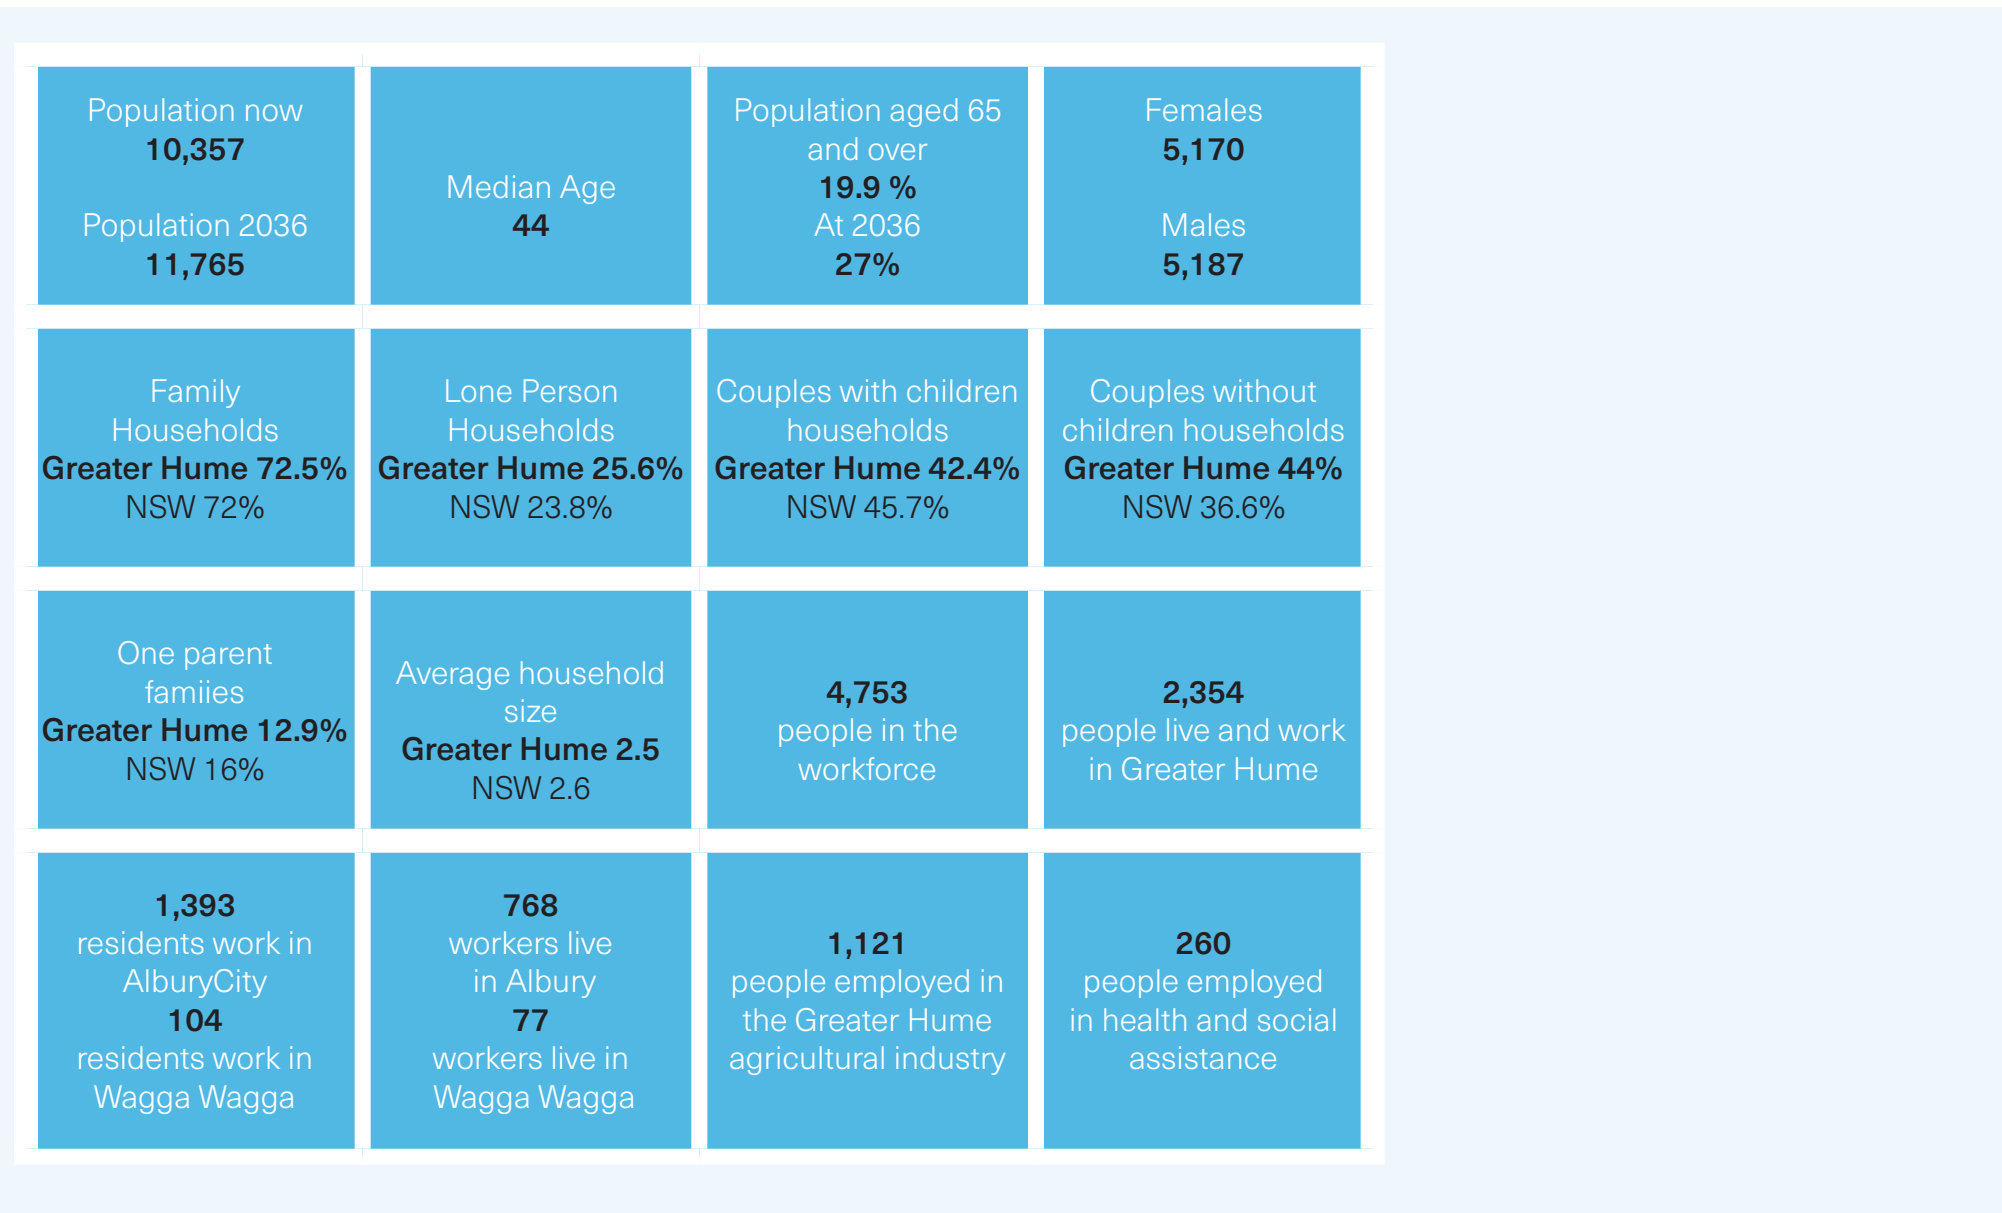 Population now
10,357
Population 2036
11,765
Median Age
44
Population aged 65
and over
19.9 %
At 2036
27%
Females
5,170
Males
5,187
Family
Households
Greater Hume 72.5%
NSW 72%
Lone Person
Households
Greater Hume 25.6%
NSW 23.8%
Couples with children
households
Greater Hume 42.4%
NSW 45.7%
Couples without
children households
Greater Hume 44%
NSW 36.6%
One parent
famiies
Greater Hume 12.9%
NSW 16%
Average household
size
Greater Hume 2.5
NSW 2.6
4,753
people in the
workforce
2,354
people live and work
in Greater Hume
1,393
residents work in
AlburyCity
104
residents work in
Wagga Wagga
768
workers live
in Albury
77
workers live in
Wagga Wagga
1,121
people employed in
the Greater Hume
agricultural industry
260
people employed
in health and social
assistance